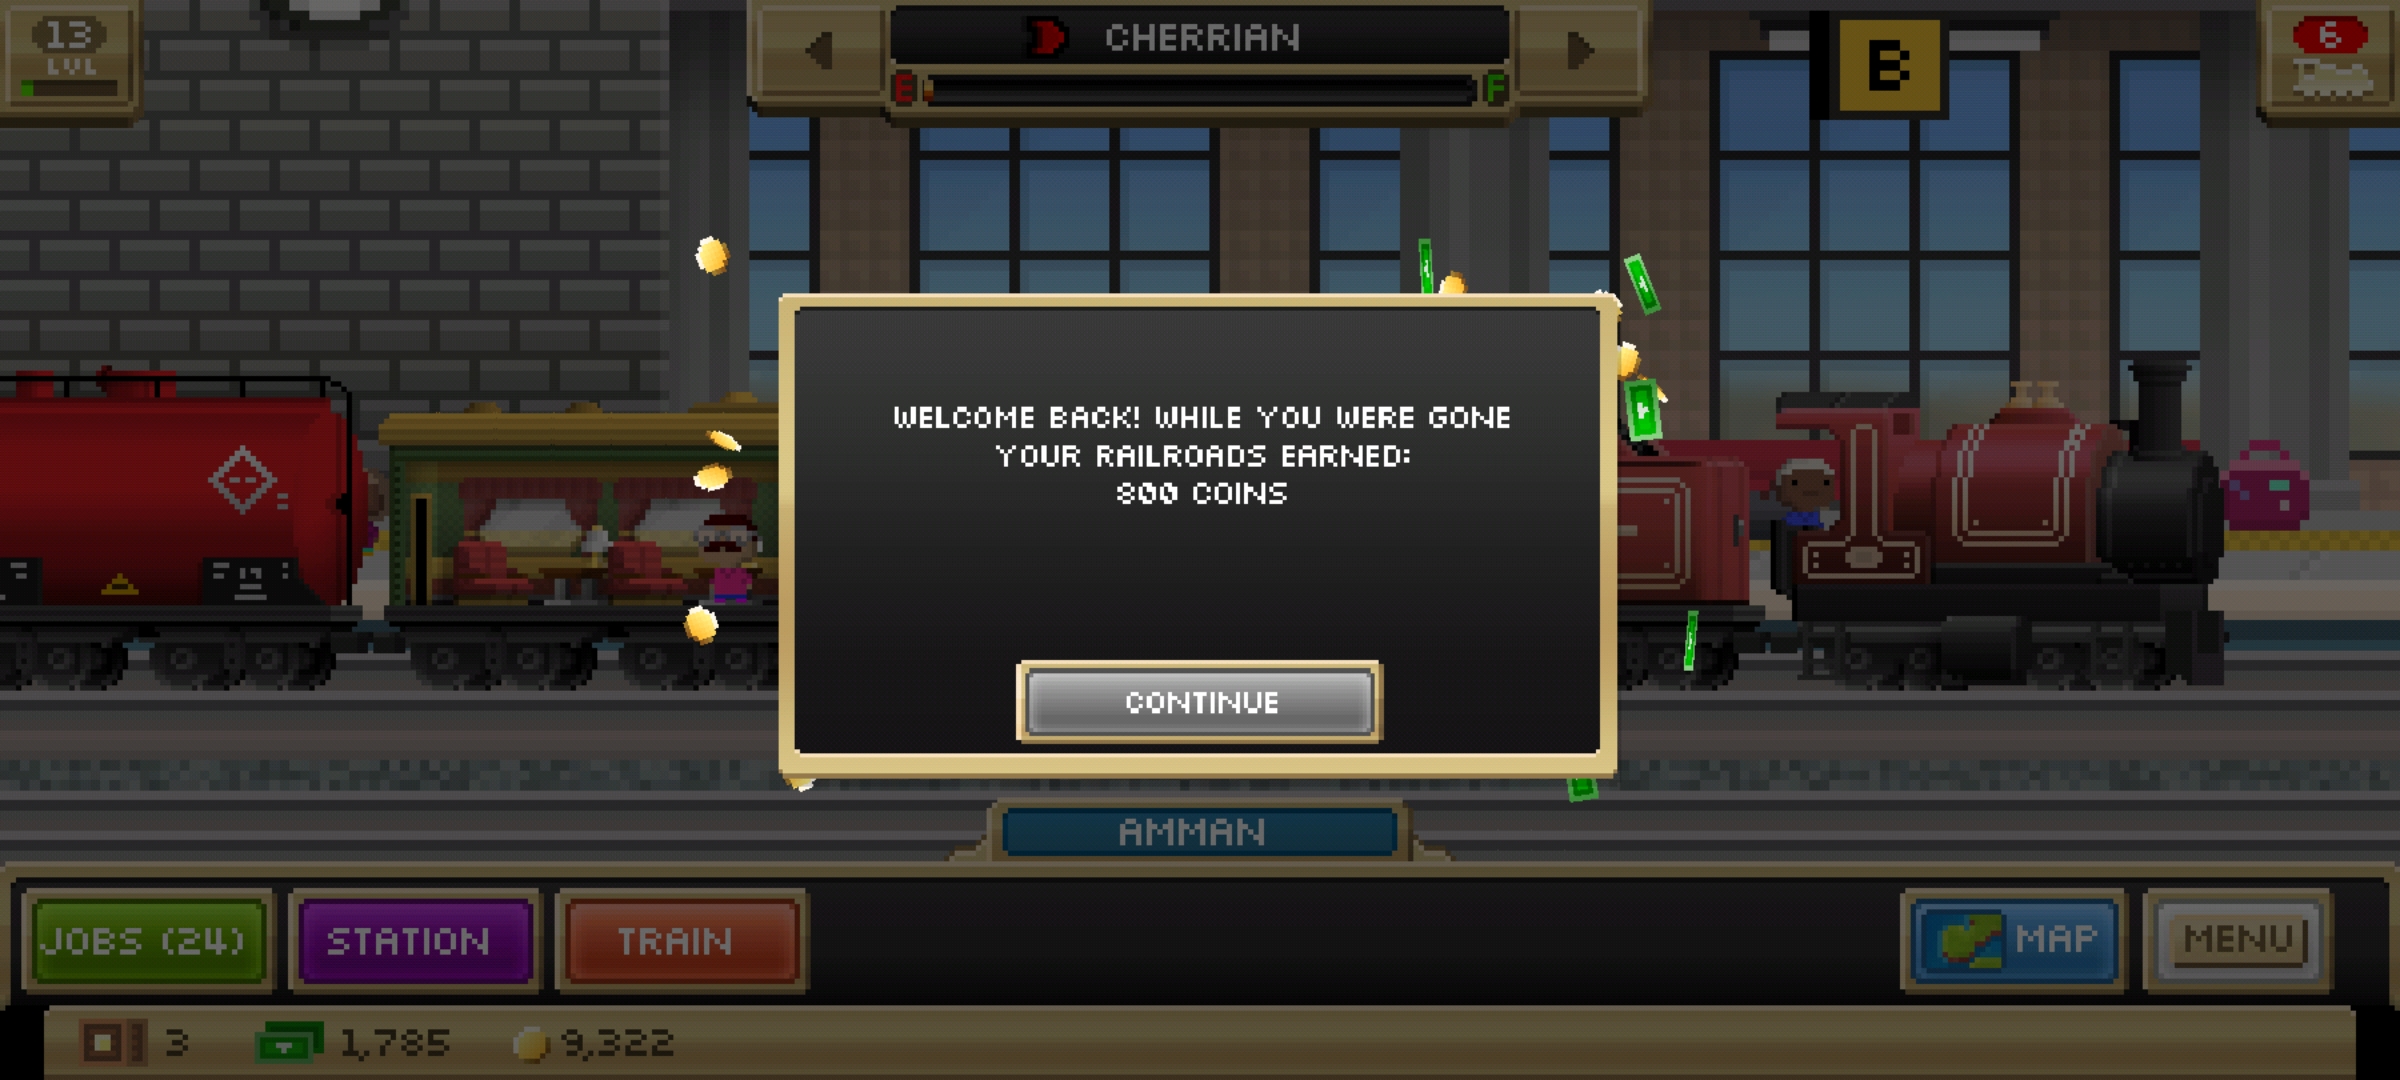 13
LVL
CHERRIAN
E F
B
6
WELCOME BACK! WHILE YOU WERE GONE
YOUR RAILROADS EARNED:
800 COINS
CONTINUE
AMMAN
JOBS (24)
STATION
TRAIN
MAP
MENU
3
1,785
9,322